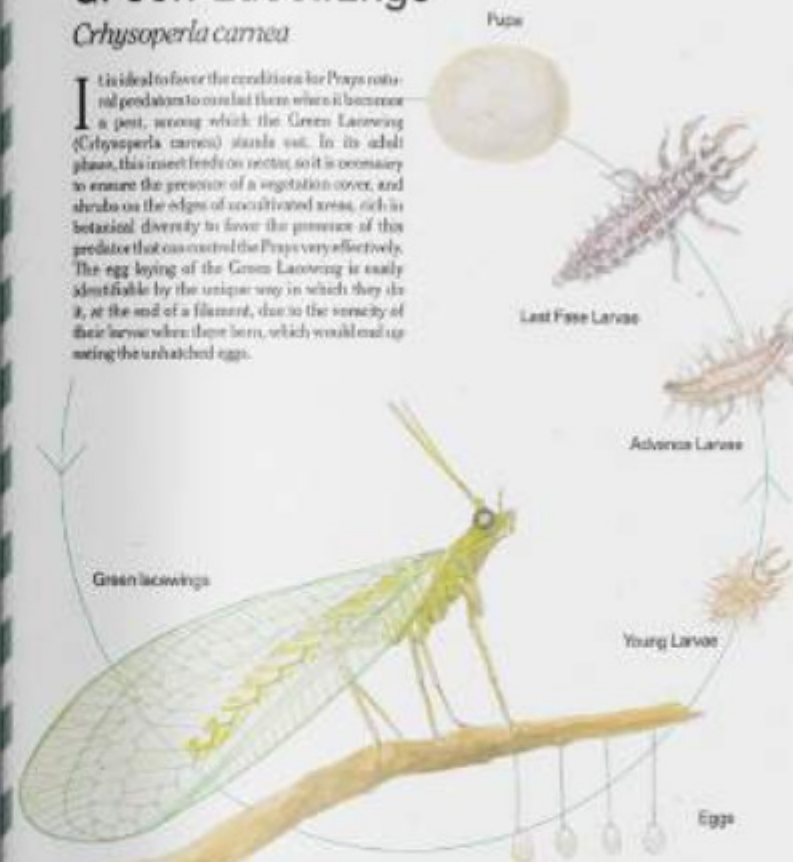 Green Lacewings
Crhysoperla carnea
Pupa
It is ideal to favor the conditions for Prays natu-
ral predators to combat them when it becomes
a pest, among which the Green Lacewing
(Crhysoperla carnea) stands out. In its adult
phase, this insect feeds on nectar, so it is necessary
to ensure the presence of a vegetation cover, and
shrubs on the edges of uncultivated areas, rich in
botanical diversity to favor the presence of this
predator that can control the Prays very effectively.
The egg laying of the Green Lacewing is easily
identifiable by the unique way in which they do
it, at the end of a filament, due to the voracity of
their larvae when there born, which would end up
eating the unhatched eggs.
Last Fase Larvae
Advance Larvae
Green lacewings
Young Larvae
Eggs